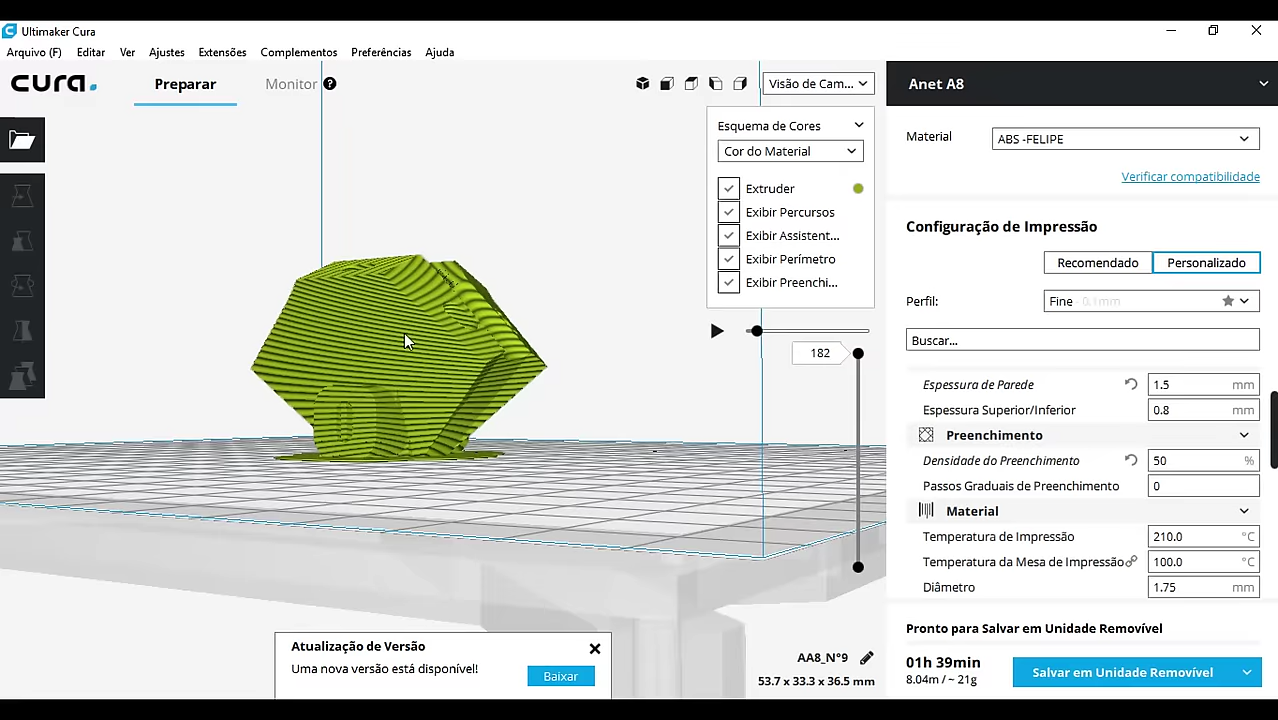 Ultimaker Cura
Arquivo (F) Editar Ver Ajustes Extensões Complementos Preferências Ajuda
cura. Preparar Monitor ? Visão de Cam...
Esquema de Cores
Cor do Material
Extruder
Exibir Percursos
Exibir Assistent...
Exibir Perímetro
Exibir Preenchi...
182
Atualização de Versão
Uma nova versão está disponível!
Baixar
AA8_N°9
53.7 x 33.3 x 36.5 mm
Anet A8
Material ABS -FELIPE
Verificar compatibilidade
Configuração de Impressão
Recomendado Personalizado
Perfil: Fine - 0.1mm
Buscar...
Espessura de Parede 1.5 mm
Espessura Superior/Inferior 0.8 mm
Preenchimento
Densidade do Preenchimento 50 %
Passos Graduais de Preenchimento 0
Material
Temperatura de Impressão 210.0 °C
Temperatura da Mesa de Impressão 100.0 °C
Diâmetro 1.75 mm
Pronto para Salvar em Unidade Removível
01h 39min
8.04m / ~ 21g
Salvar em Unidade Removível